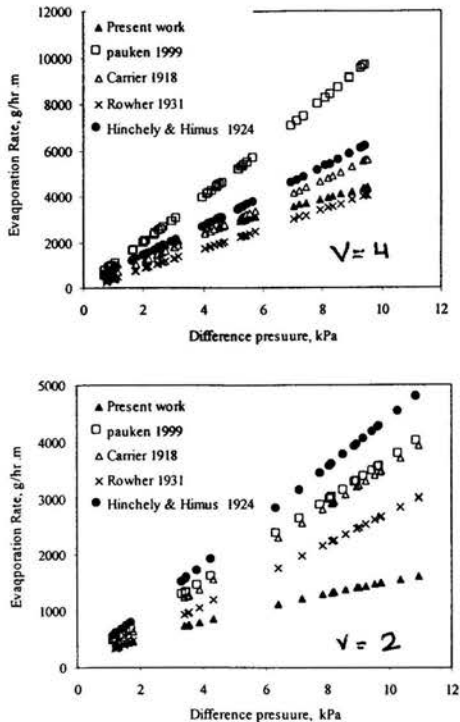 Evaqporation Rate, g/hr .m
12000
10000
8000
6000
4000
2000
0
▲ Present work
□ pauken 1999
△ Carrier 1918
× Rowher 1931
● Hinchely & Himus 1924
V=4
0 2 4 6 8 10 12
Difference presuure, kPa
Evaqporation Rate, g/hr .m
5000
4000
3000
2000
1000
0
▲ Present work
□ pauken 1999
△ Carrier 1918
× Rowher 1931
● Hinchely & Himus 1924
V=2
0 2 4 6 8 10 12
Difference presuure, kPa